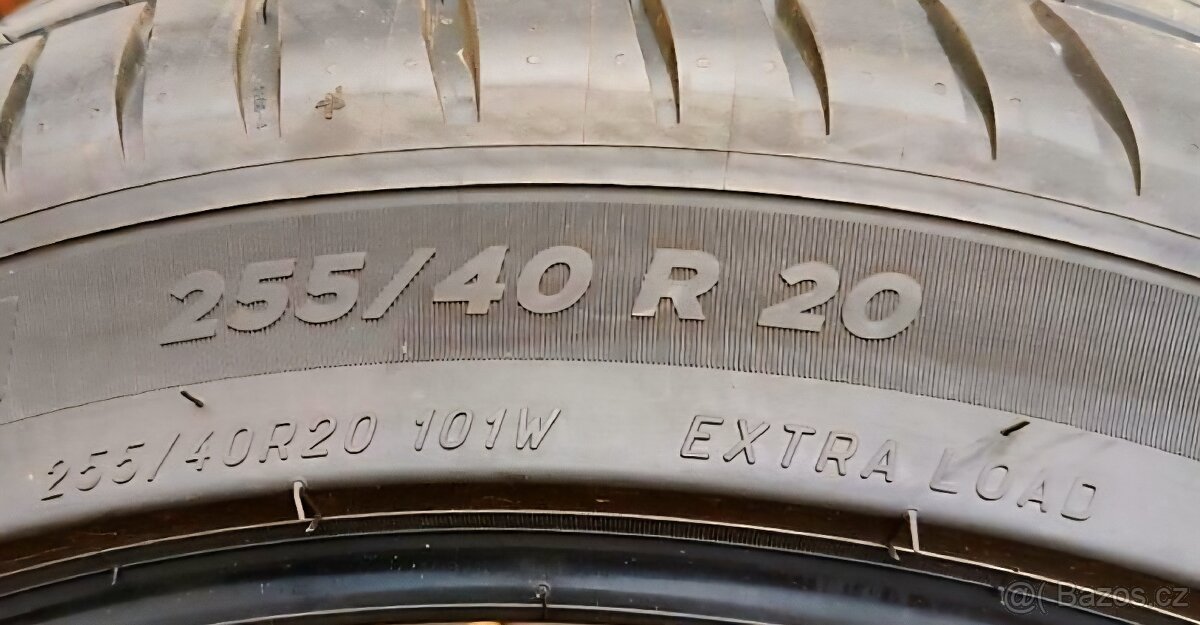 255/40 R 20
255/40R20 101W EXTRA LOAD
@( Bazos.cz